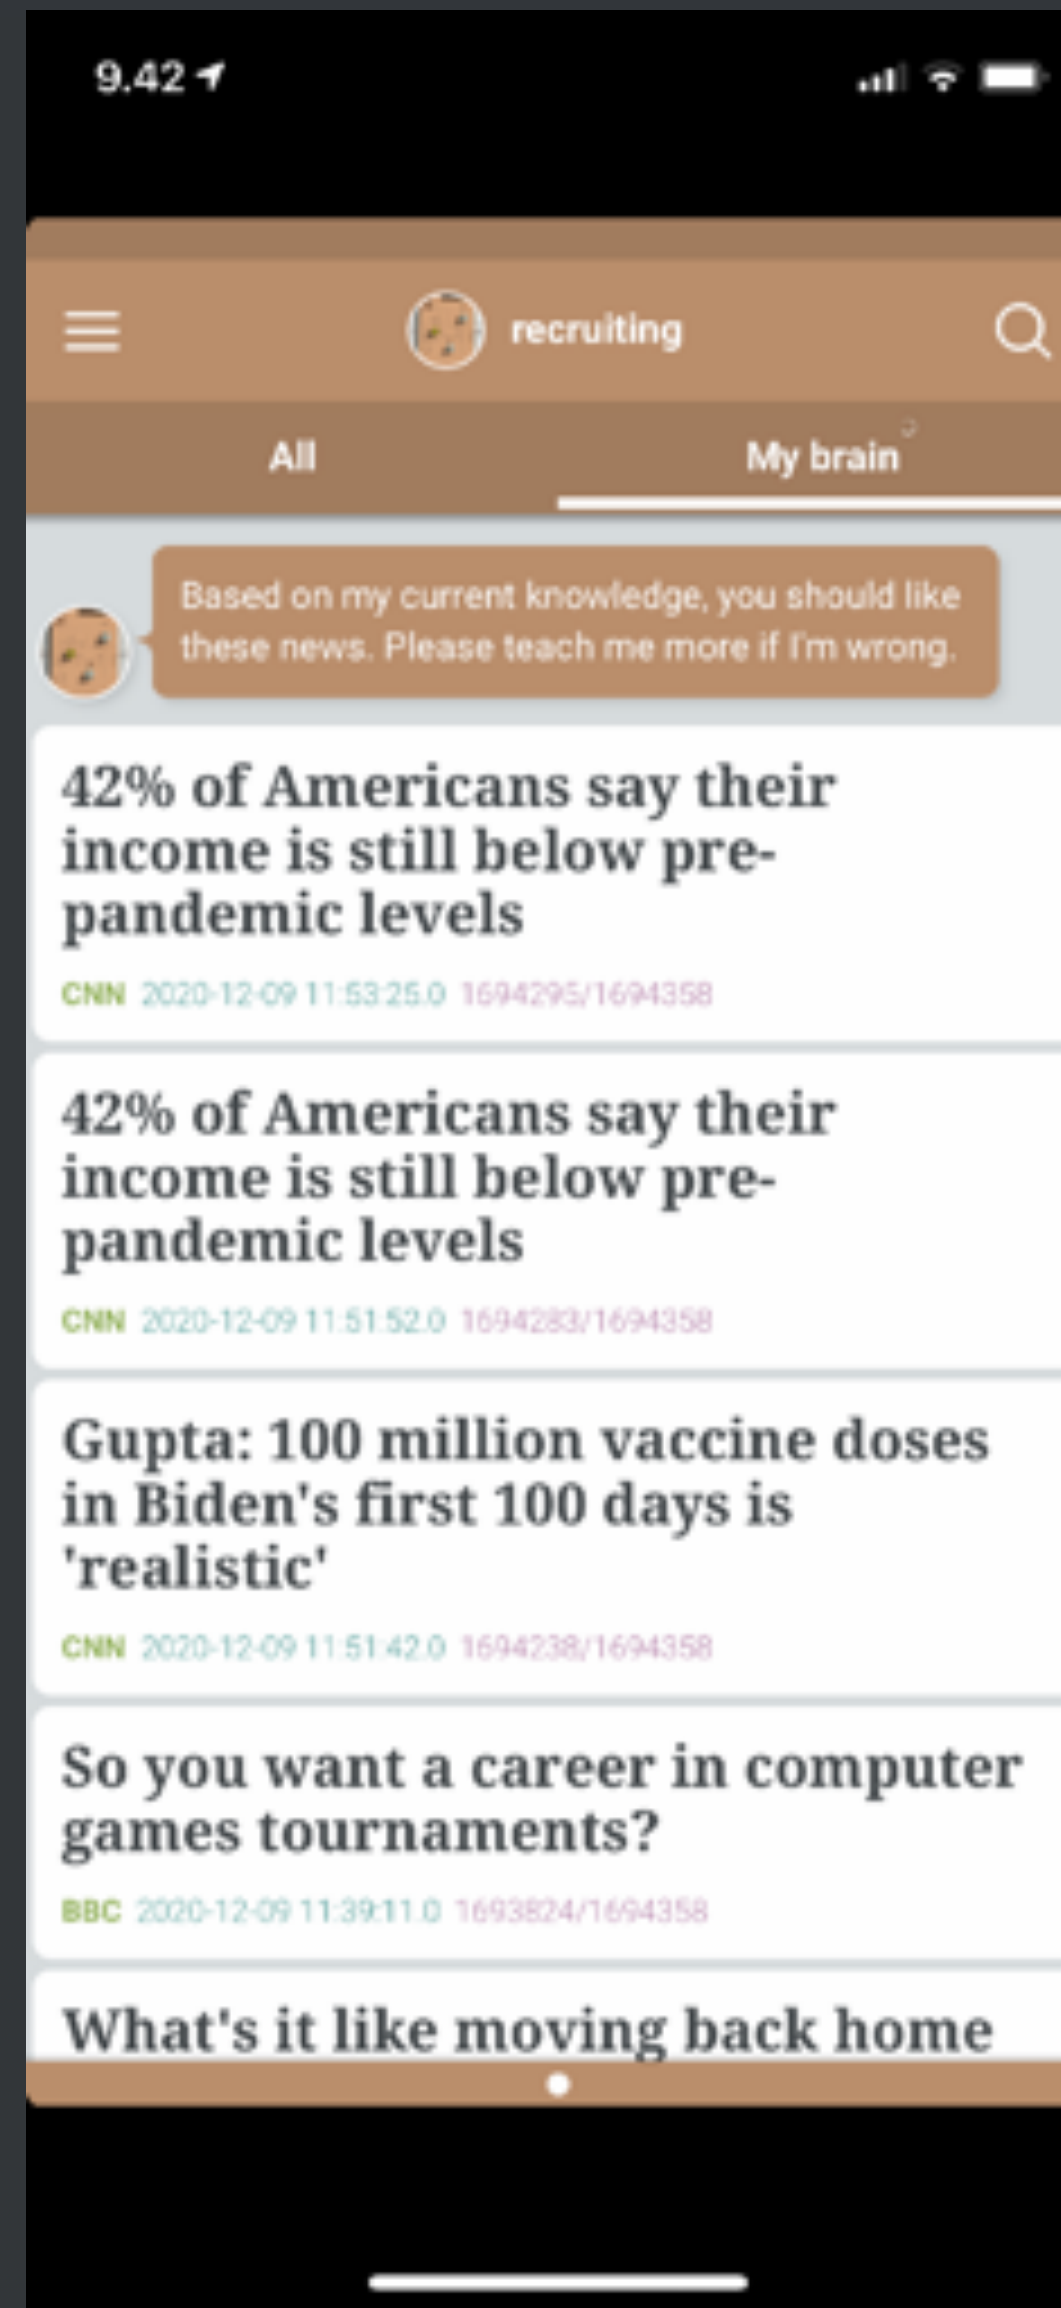 9.42
recruiting
All
My brain
Based on my current knowledge, you should like
these news. Please teach me more if I'm wrong.
42% of Americans say their
income is still below pre-
pandemic levels
CNN 2020-12-09 11:53:25.0 1694295/1694358
42% of Americans say their
income is still below pre-
pandemic levels
CNN 2020-12-09 11:51:52.0 1694283/1694358
Gupta: 100 million vaccine doses
in Biden's first 100 days is
'realistic'
CNN 2020-12-09 11:51:42.0 1694238/1694358
So you want a career in computer
games tournaments?
BBC 2020-12-09 11:39:11.0 1693824/1694358
What's it like moving back home